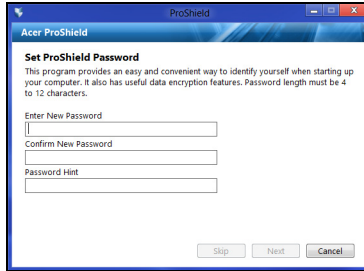 ProShield
Acer ProShield
Set ProShield Password
This program provides an easy and convenient way to identify yourself when starting up
your computer. It also has useful data encryption features. Password length must be 4
to 12 characters.
Enter New Password
Confirm New Password
Password Hint
Skip Next Cancel